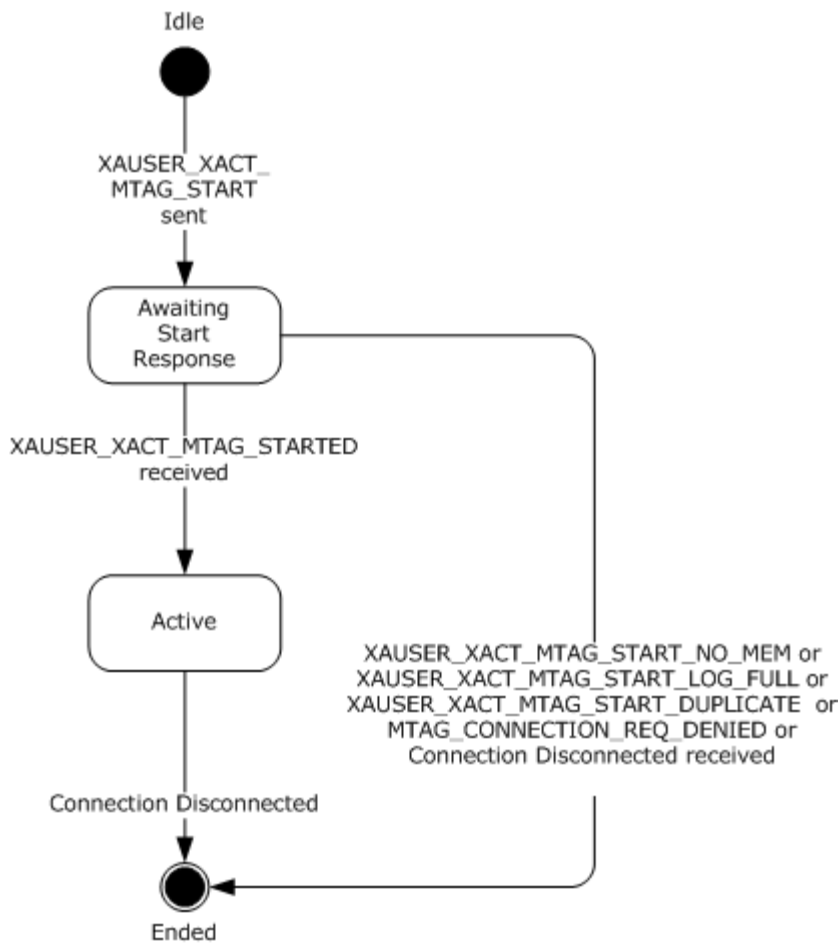 Idle
XAUSER_XACT_
MTAG_START
sent
Awaiting
Start
Response
XAUSER_XACT_MTAG_STARTED
received
Active
XAUSER_XACT_MTAG_START_NO_MEM or
XAUSER_XACT_MTAG_START_LOG_FULL or
XAUSER_XACT_MTAG_START_DUPLICATE or
MTAG_CONNECTION_REQ_DENIED or
Connection Disconnected received
Connection Disconnected
Ended